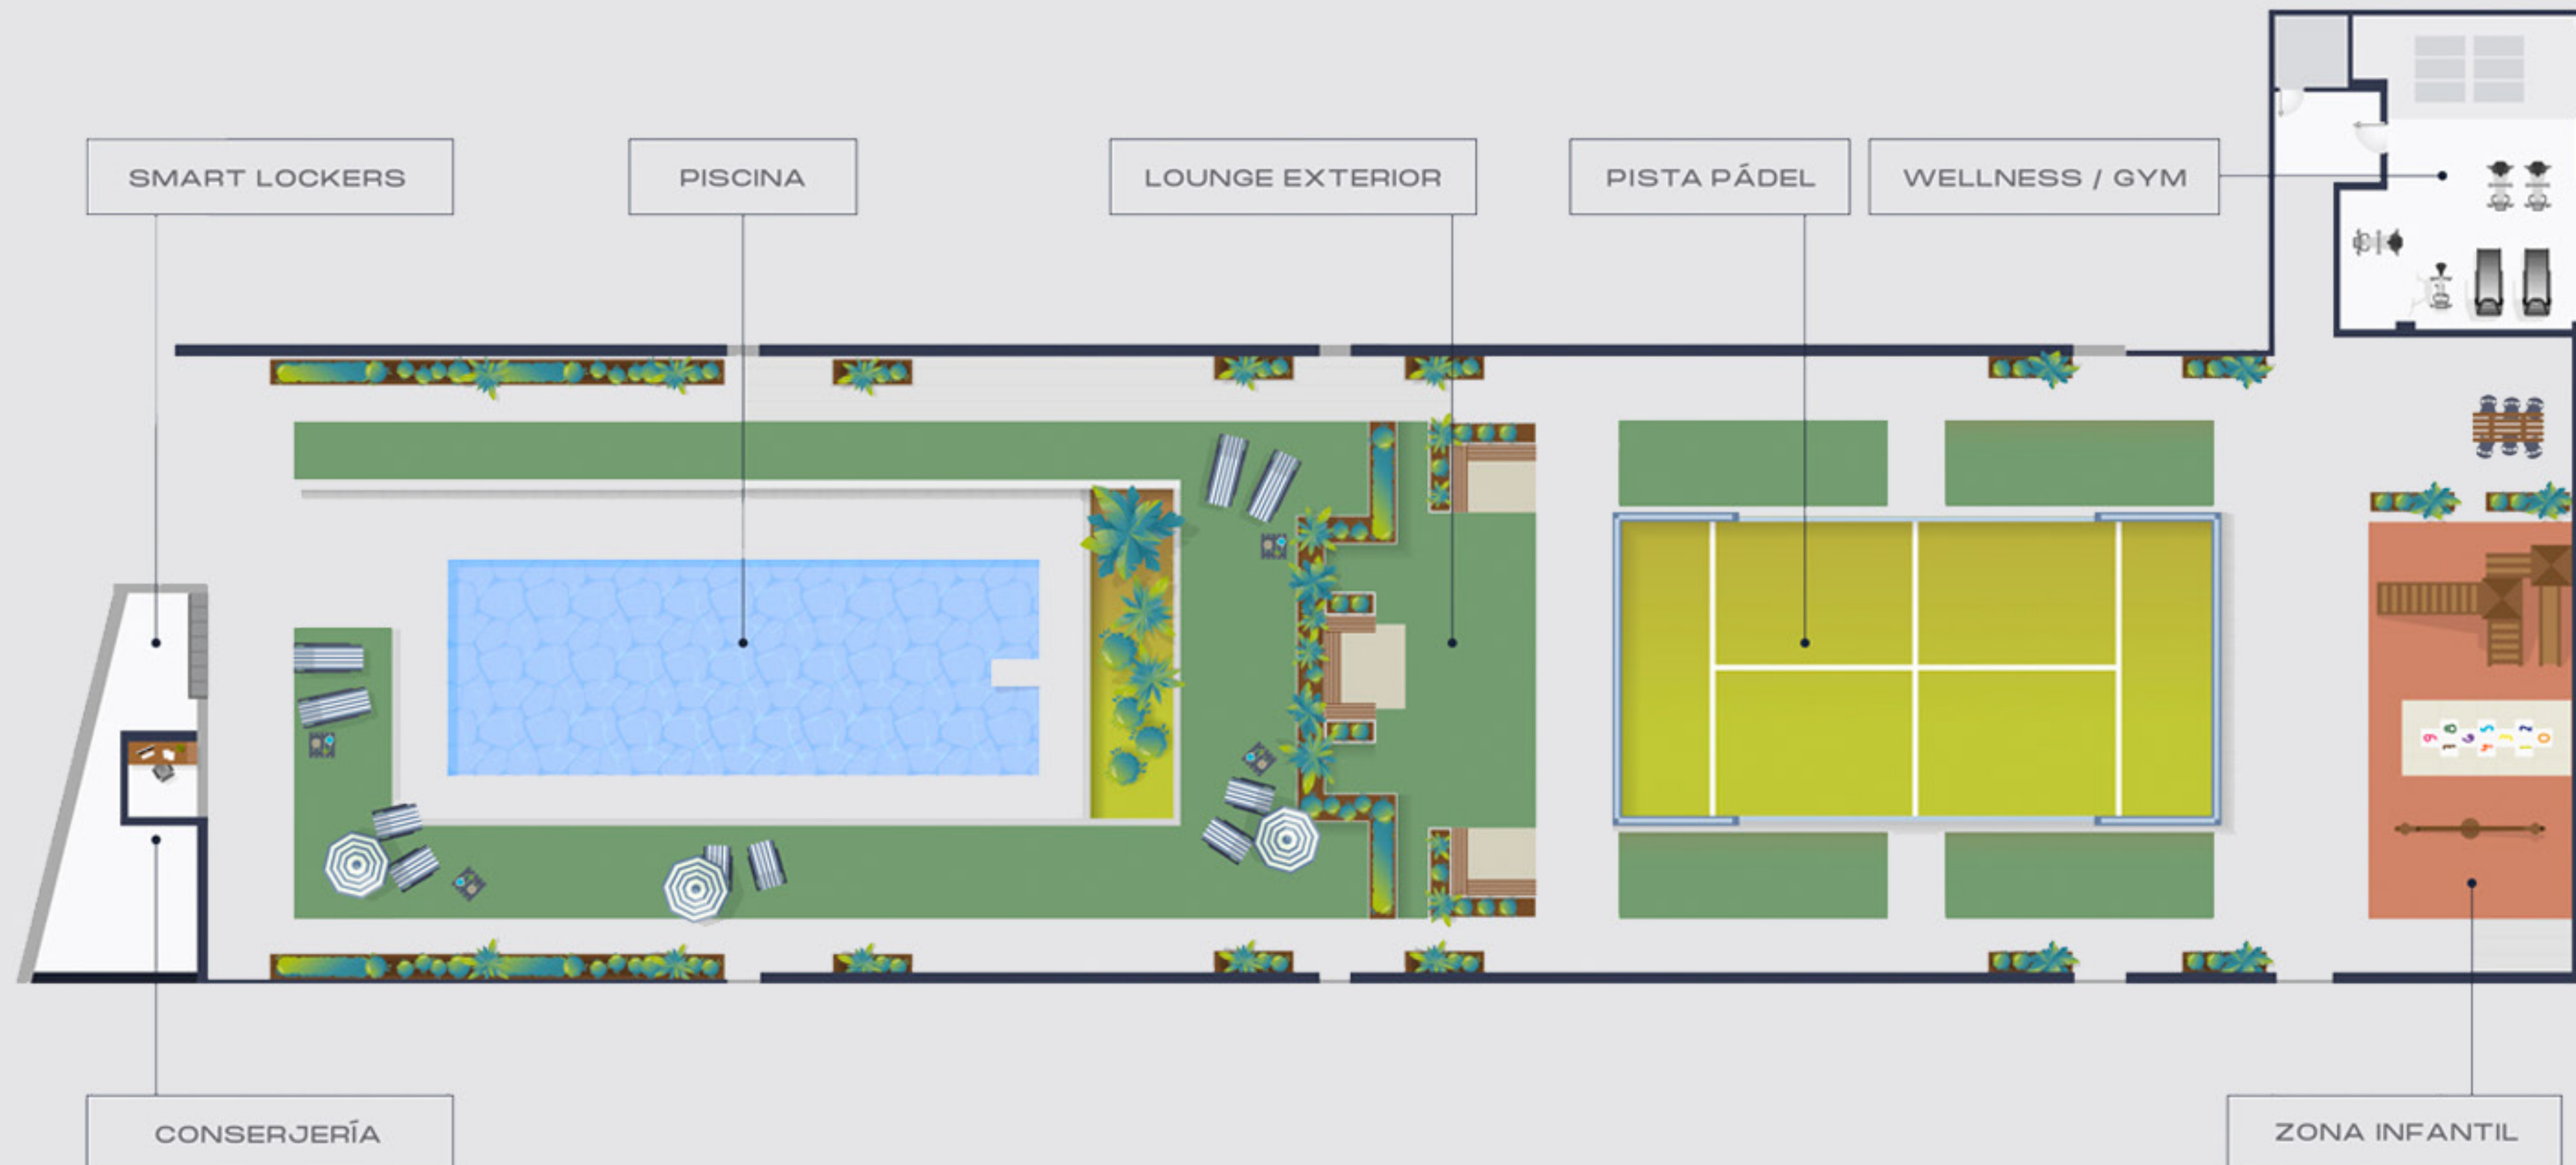 SMART LOCKERS
PISCINA
LOUNGE EXTERIOR
PISTA PÁDEL
WELLNESS / GYM
CONSERJERÍA
ZONA INFANTIL